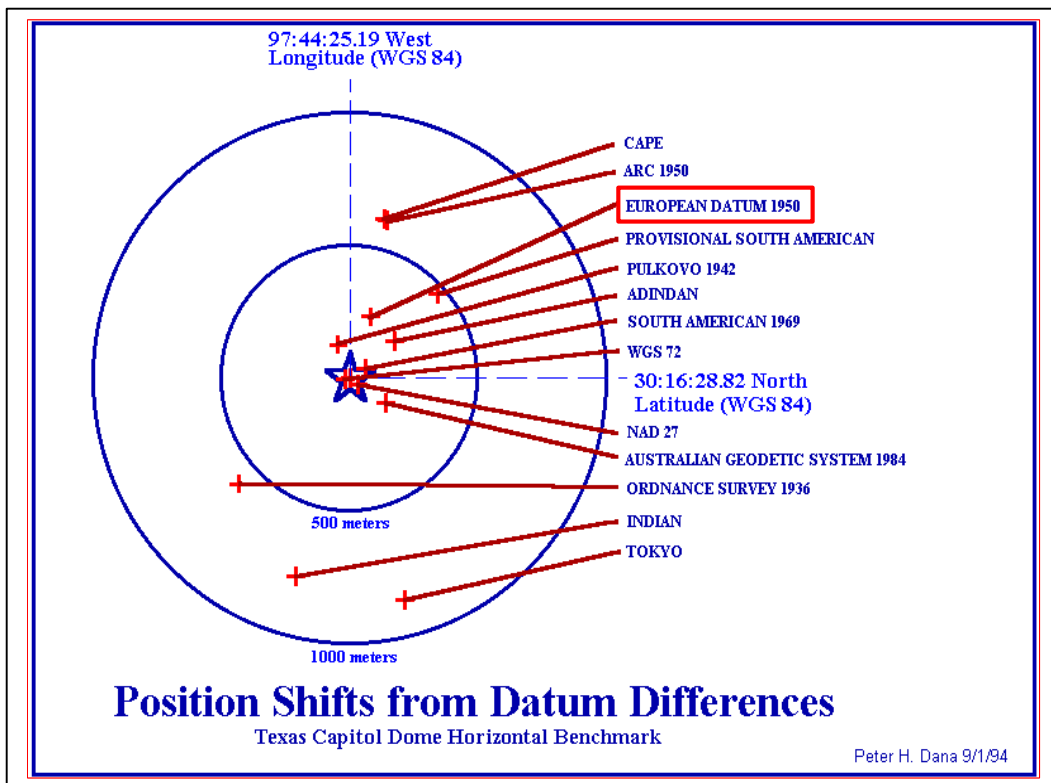 97:44:25.19 West
Longitude (WGS 84)
CAPE
ARC 1950
EUROPEAN DATUM 1950
PROVISIONAL SOUTH AMERICAN
PULKOVO 1942
ADINDAN
SOUTH AMERICAN 1969
WGS 72
30:16:28.82 North
Latitude (WGS 84)
NAD 27
AUSTRALIAN GEODETIC SYSTEM 1984
ORDNANCE SURVEY 1936
500 meters
INDIAN
TOKYO
1000 meters
Position Shifts from Datum Differences
Texas Capitol Dome Horizontal Benchmark
Peter H. Dana 9/1/94